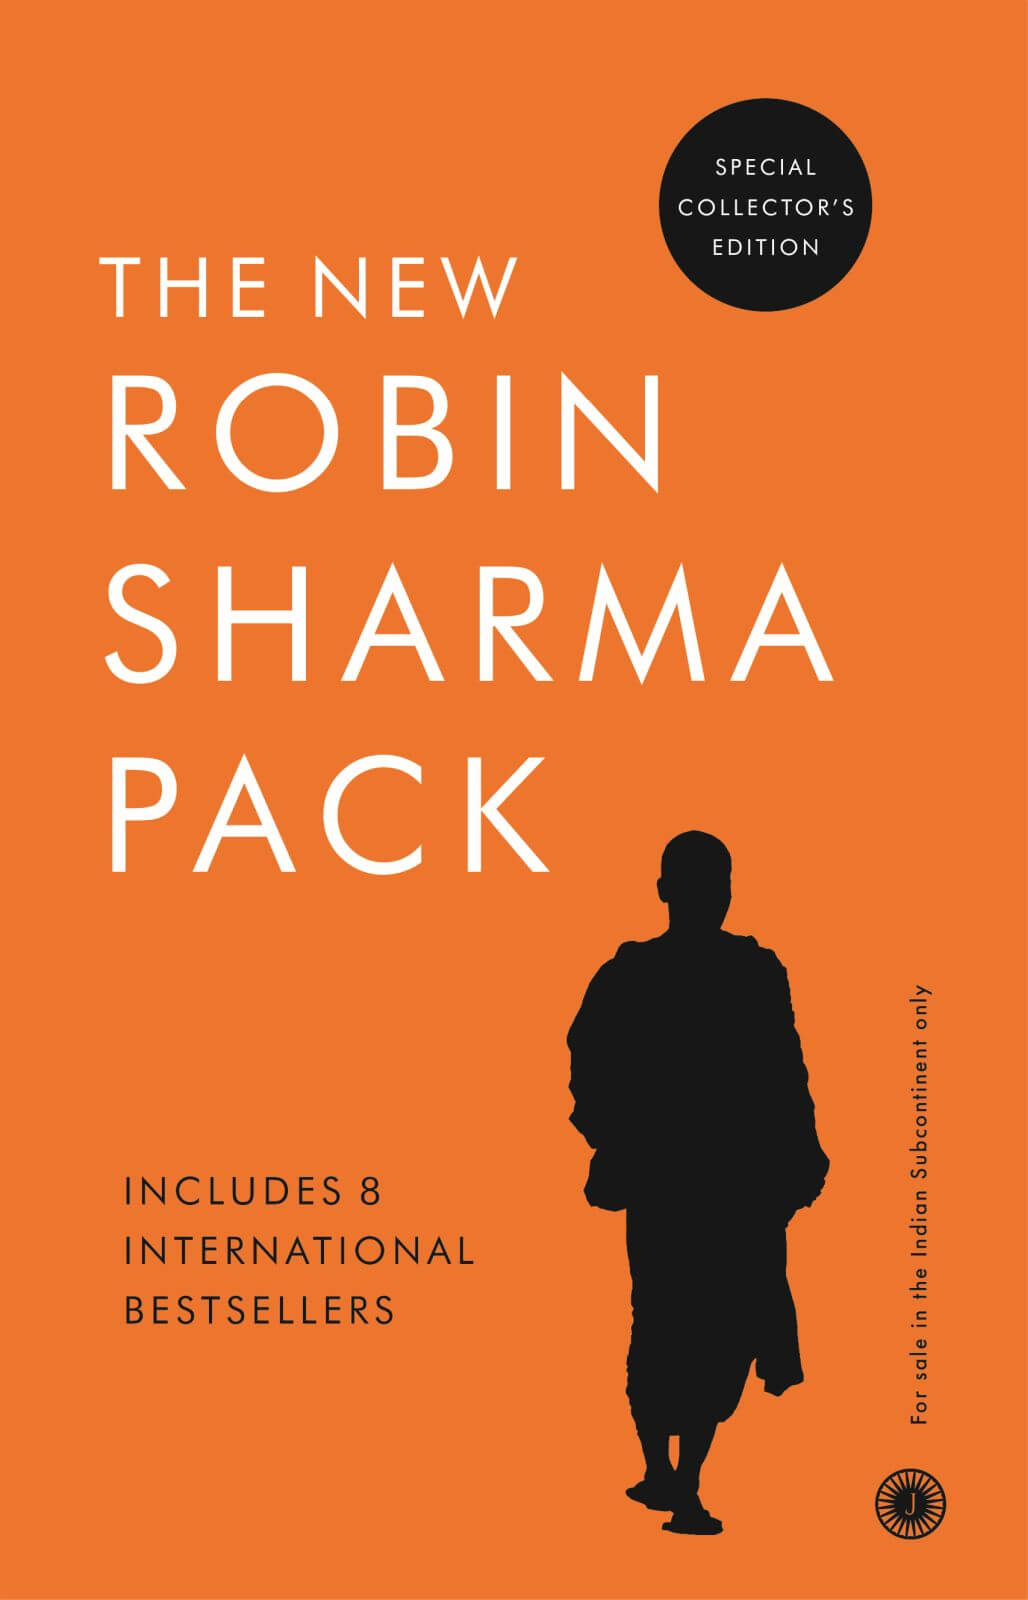 SPECIAL
COLLECTOR'S
EDITION
THE NEW
ROBIN
SHARMA
PACK
INCLUDES 8
INTERNATIONAL
BESTSELLERS
For sale in the Indian Subcontinent only
J